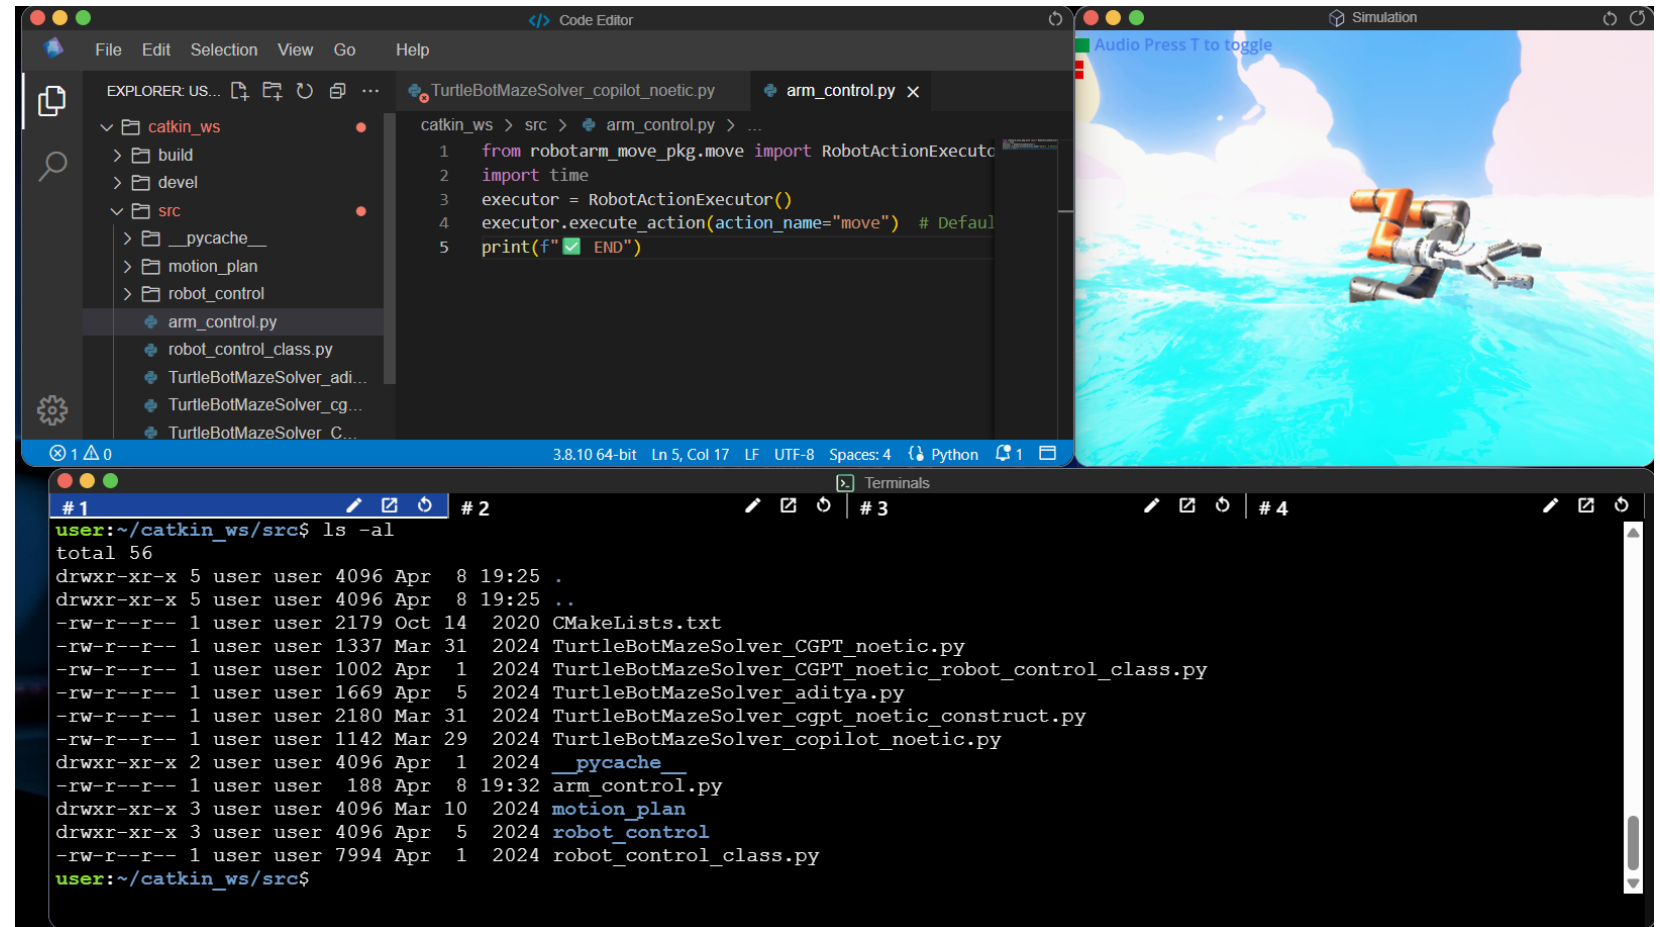 </> Code Editor
File Edit Selection View Go Help
EXPLORER: US... ...
TurtleBotMazeSolver_copilot_noetic.py
arm_control.py ×
catkin_ws > src > arm_control.py > ...
catkin_ws
build
devel
src
__pycache__
motion_plan
robot_control
arm_control.py
robot_control_class.py
TurtleBotMazeSolver_adi...
TurtleBotMazeSolver_cg...
TurtleBotMazeSolver_C...
1 from robotarm_move_pkg.move import RobotActionExecuto
2 import time
3 executor = RobotActionExecutor()
4 executor.execute_action(action_name="move") # Defaul
5 print(f"✅ END")
1 0 3.8.10 64-bit Ln 5, Col 17 LF UTF-8 Spaces: 4 Python 1
Simulation
Audio Press T to toggle
Terminals
#1 #2 #3 #4
user:~/catkin_ws/src$ ls -al
total 56
drwxr-xr-x 5 user user 4096 Apr  8 19:25 .
drwxr-xr-x 5 user user 4096 Apr  8 19:25 ..
-rw-r--r-- 1 user user 2179 Oct 14  2020 CMakeLists.txt
-rw-r--r-- 1 user user 1337 Mar 31  2024 TurtleBotMazeSolver_CGPT_noetic.py
-rw-r--r-- 1 user user 1002 Apr  1  2024 TurtleBotMazeSolver_CGPT_noetic_robot_control_class.py
-rw-r--r-- 1 user user 1669 Apr  5  2024 TurtleBotMazeSolver_aditya.py
-rw-r--r-- 1 user user 2180 Mar 31  2024 TurtleBotMazeSolver_cgpt_noetic_construct.py
-rw-r--r-- 1 user user 1142 Mar 29  2024 TurtleBotMazeSolver_copilot_noetic.py
drwxr-xr-x 2 user user 4096 Apr  1  2024 __pycache__
-rw-r--r-- 1 user user  188 Apr  8 19:32 arm_control.py
drwxr-xr-x 3 user user 4096 Mar 10  2024 motion_plan
drwxr-xr-x 3 user user 4096 Apr  5  2024 robot_control
-rw-r--r-- 1 user user 7994 Apr  1  2024 robot_control_class.py
user:~/catkin_ws/src$